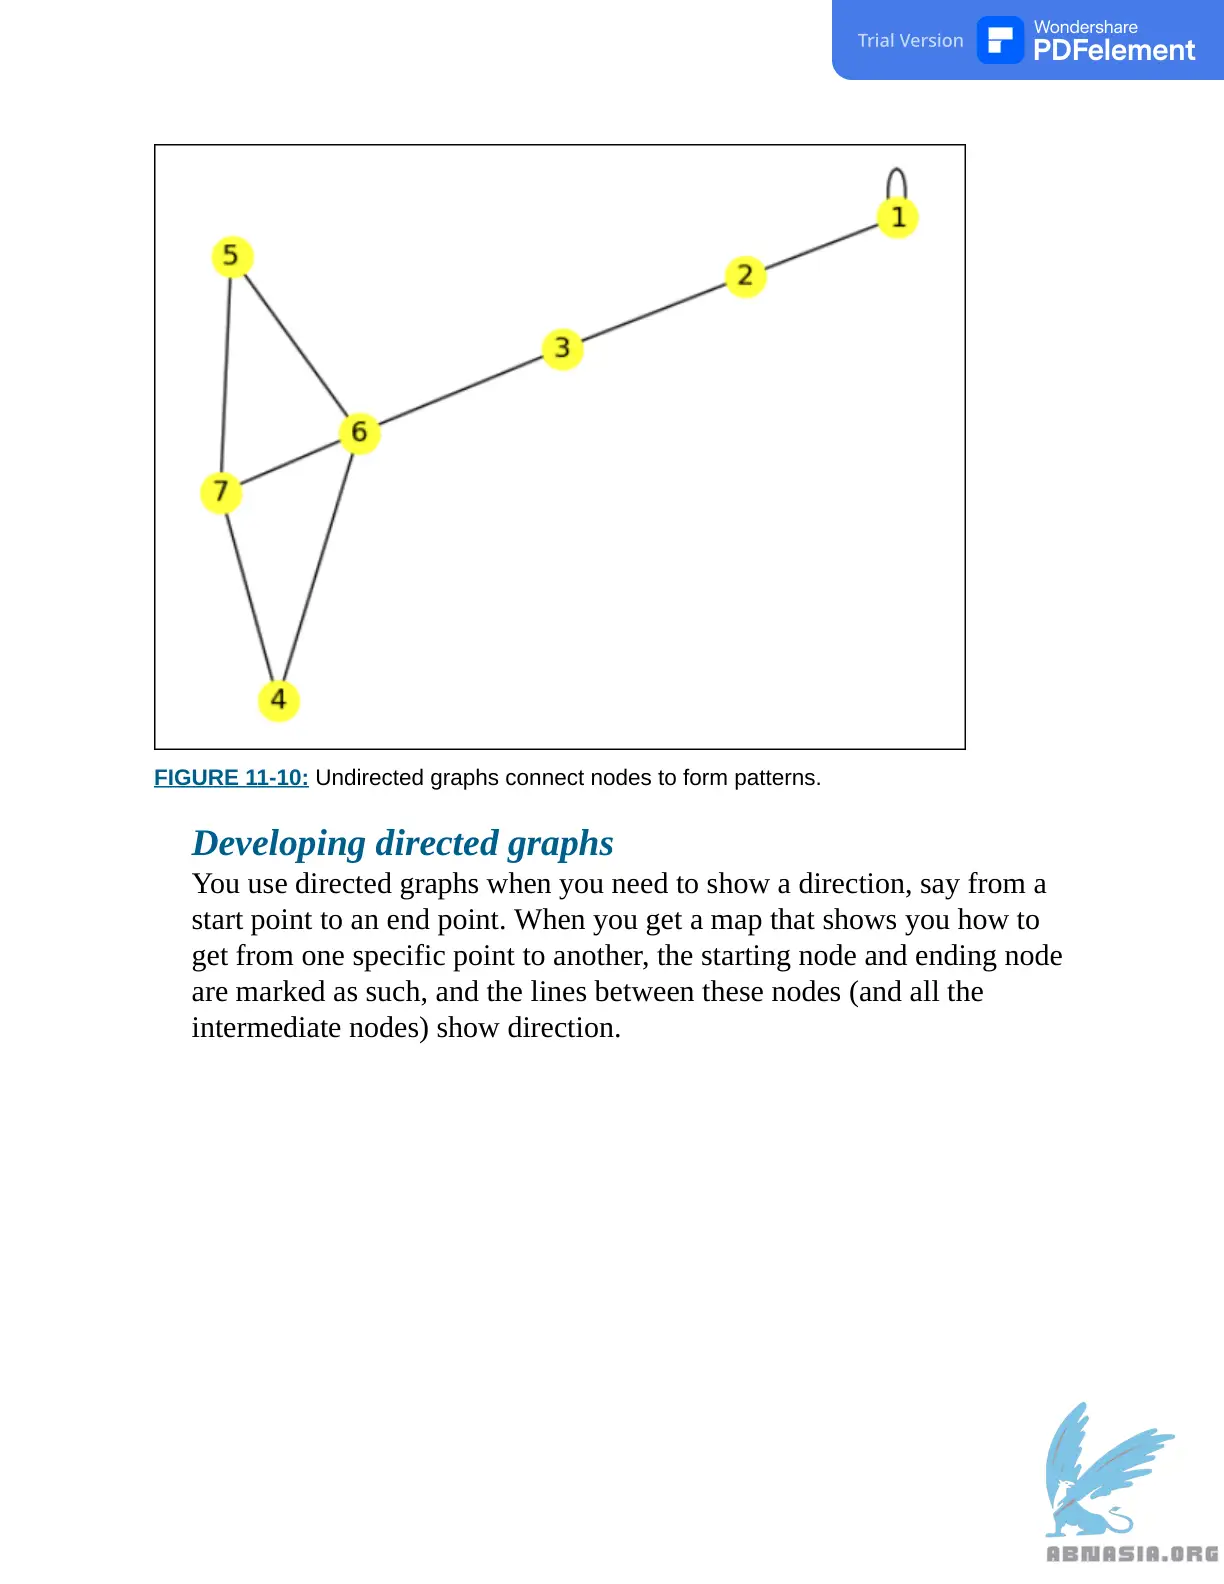 Trial Version
Wondershare
PDFelement
1
5
2
3
6
7
4
FIGURE 11-10: Undirected graphs connect nodes to form patterns.
Developing directed graphs
You use directed graphs when you need to show a direction, say from a
start point to an end point. When you get a map that shows you how to
get from one specific point to another, the starting node and ending node
are marked as such, and the lines between these nodes (and all the
intermediate nodes) show direction.
ABNASIA.ORG